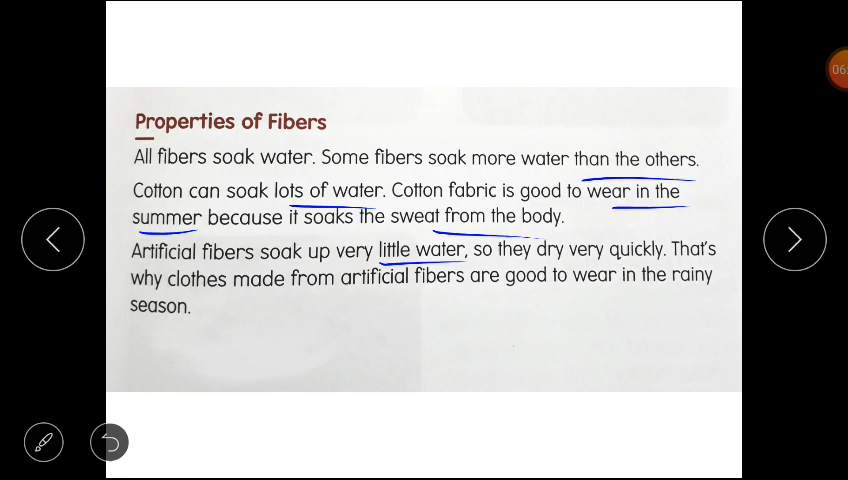 06:
Properties of Fibers
All fibers soak water. Some fibers soak more water than the others.
Cotton can soak lots of water. Cotton fabric is good to wear in the
summer because it soaks the sweat from the body.
Artificial fibers soak up very little water, so they dry very quickly. That's
why clothes made from artificial fibers are good to wear in the rainy
season.